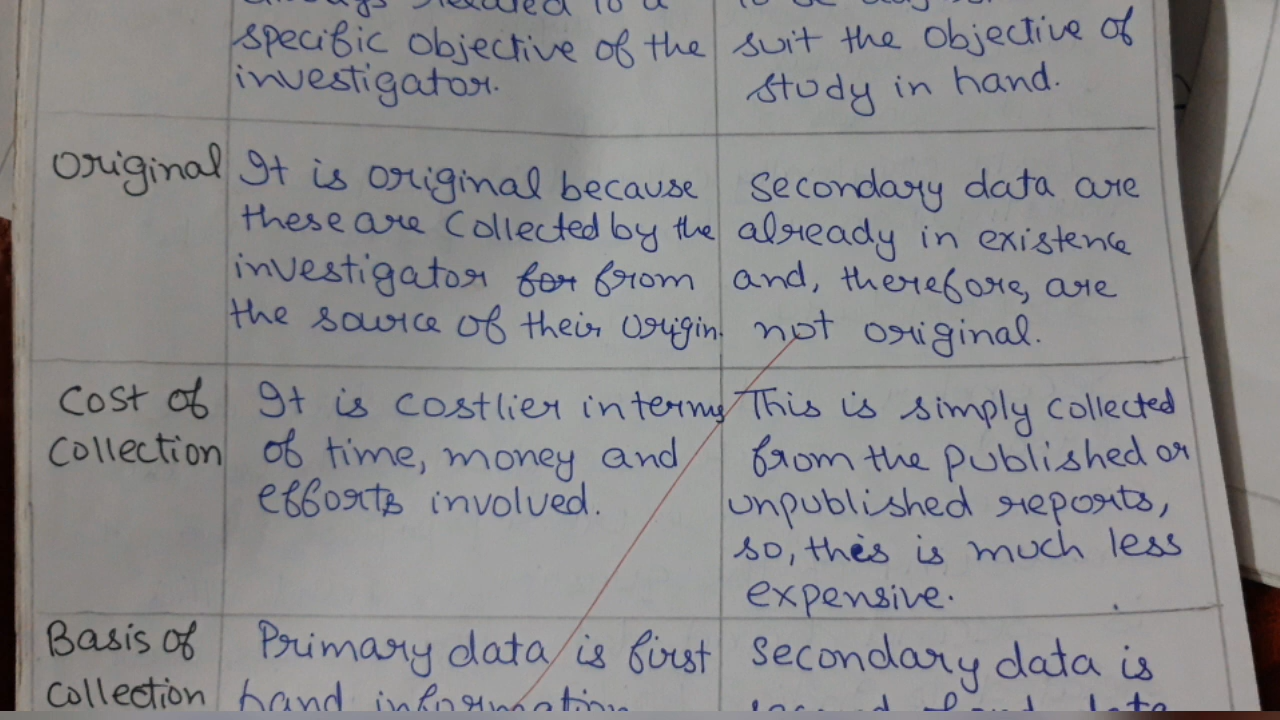 specific objective of the
investigator.
suit the objective of
study in hand.
Original
It is original because
these are collected by the
investigator for from
the source of their origin.
Secondary data are
already in existence
and, therefore, are
not original.
Cost of
collection
It is costlier in terms
of time, money and
efforts involved.
This is simply collected
from the published or
unpublished reports,
so, this is much less
expensive.
Basis of
collection
Primary data is first
hand information
Secondary data is